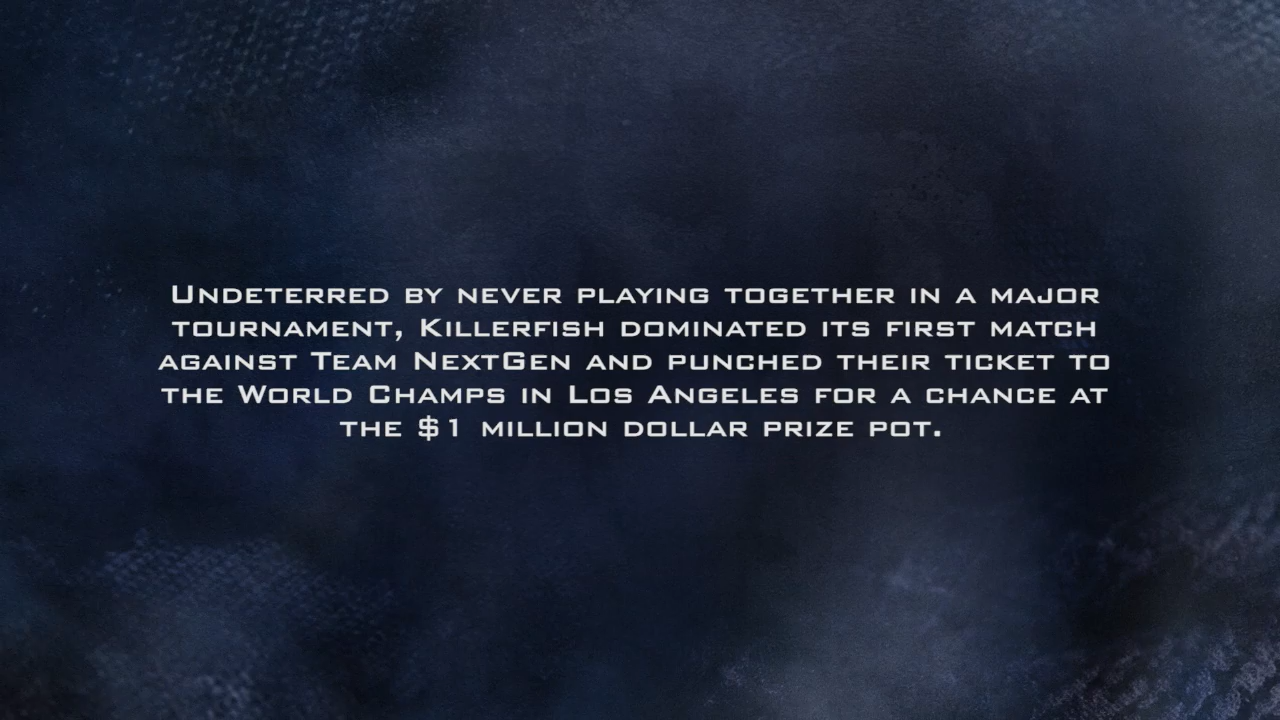 Undeterred by never playing together in a major
tournament, Killerfish dominated its first match
against Team NextGen and punched their ticket to
the World Champs in Los Angeles for a chance at
the $1 million dollar prize pot.